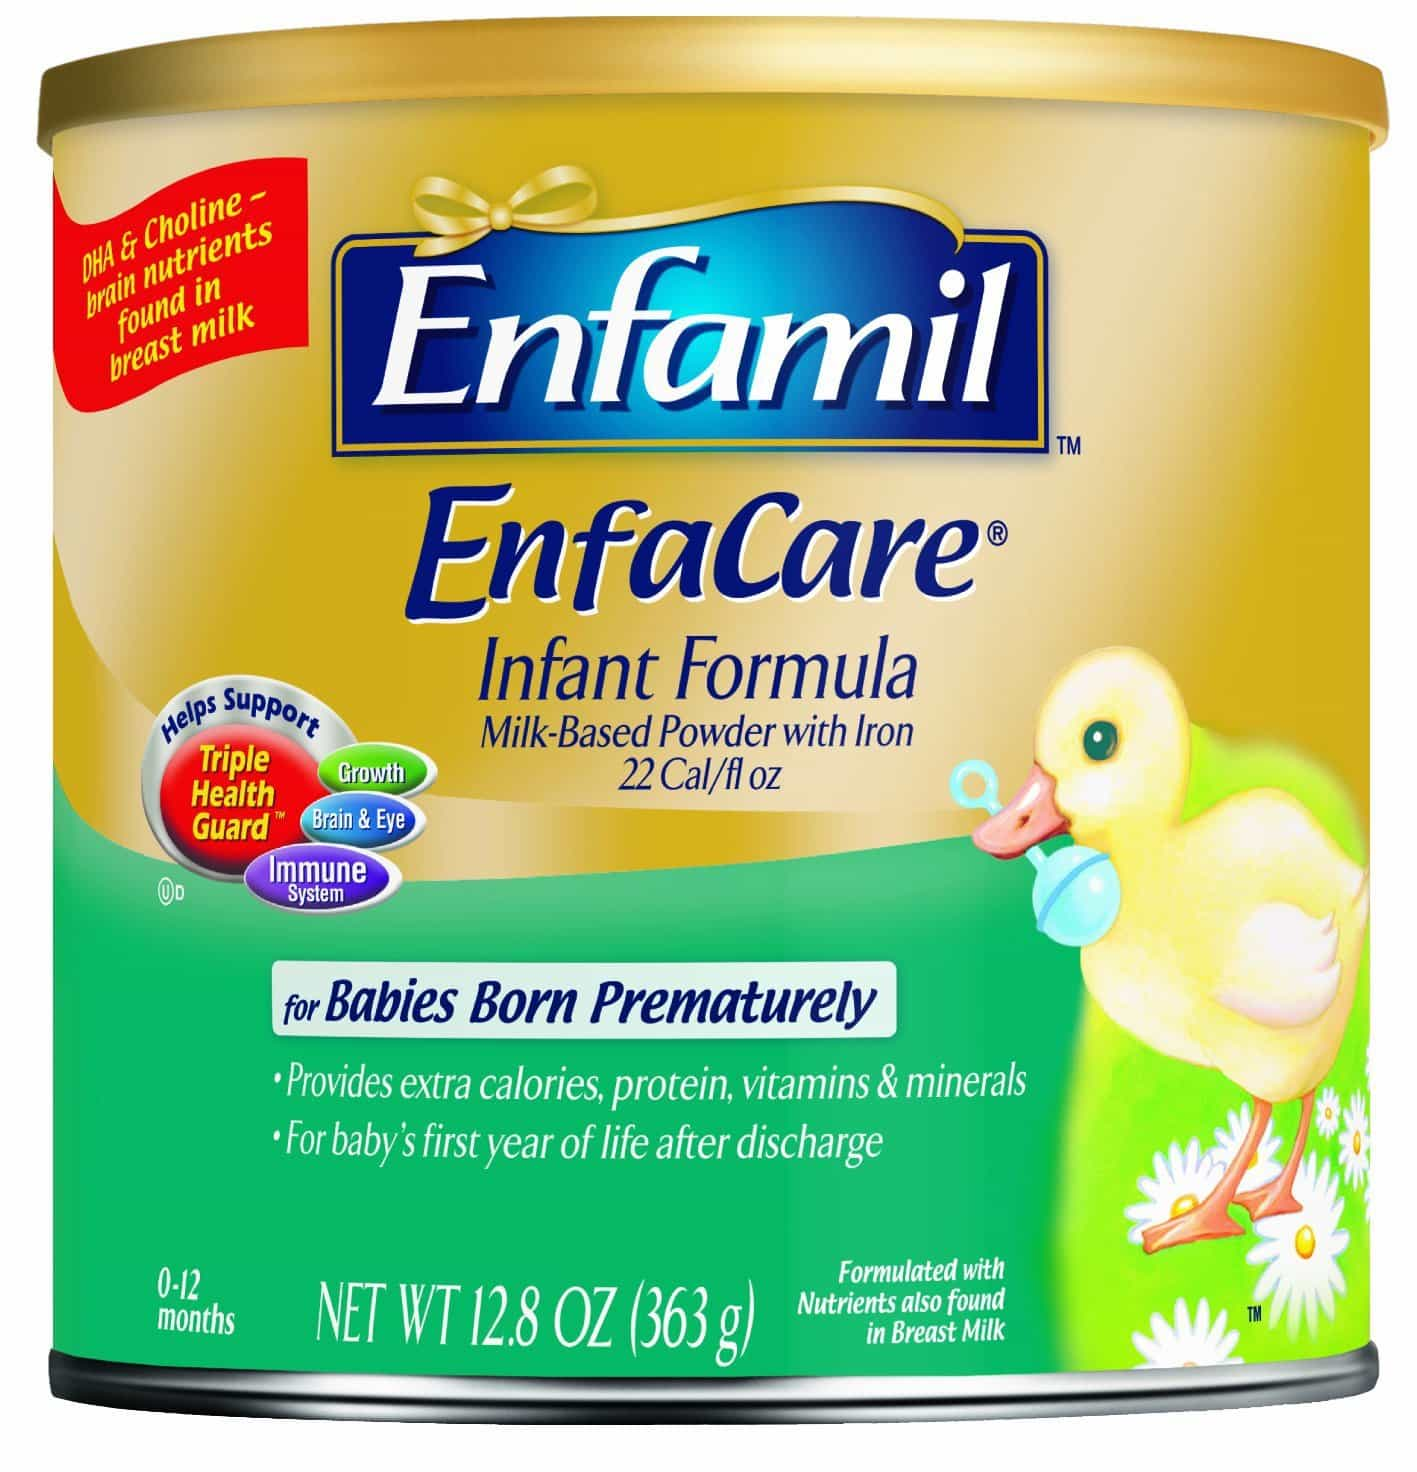 DHA & Choline –
brain nutrients
found in
breast milk
Enfamil™
EnfaCare®
Infant Formula
Milk-Based Powder with Iron
22 Cal/fl oz
Helps Support
Triple
Health
Guard™
Growth
Brain & Eye
Immune
System
Ⓤ D
for Babies Born Prematurely
• Provides extra calories, protein, vitamins & minerals
• For baby's first year of life after discharge
0-12
months
NET WT 12.8 OZ (363 g)
Formulated with
Nutrients also found
in Breast Milk
™